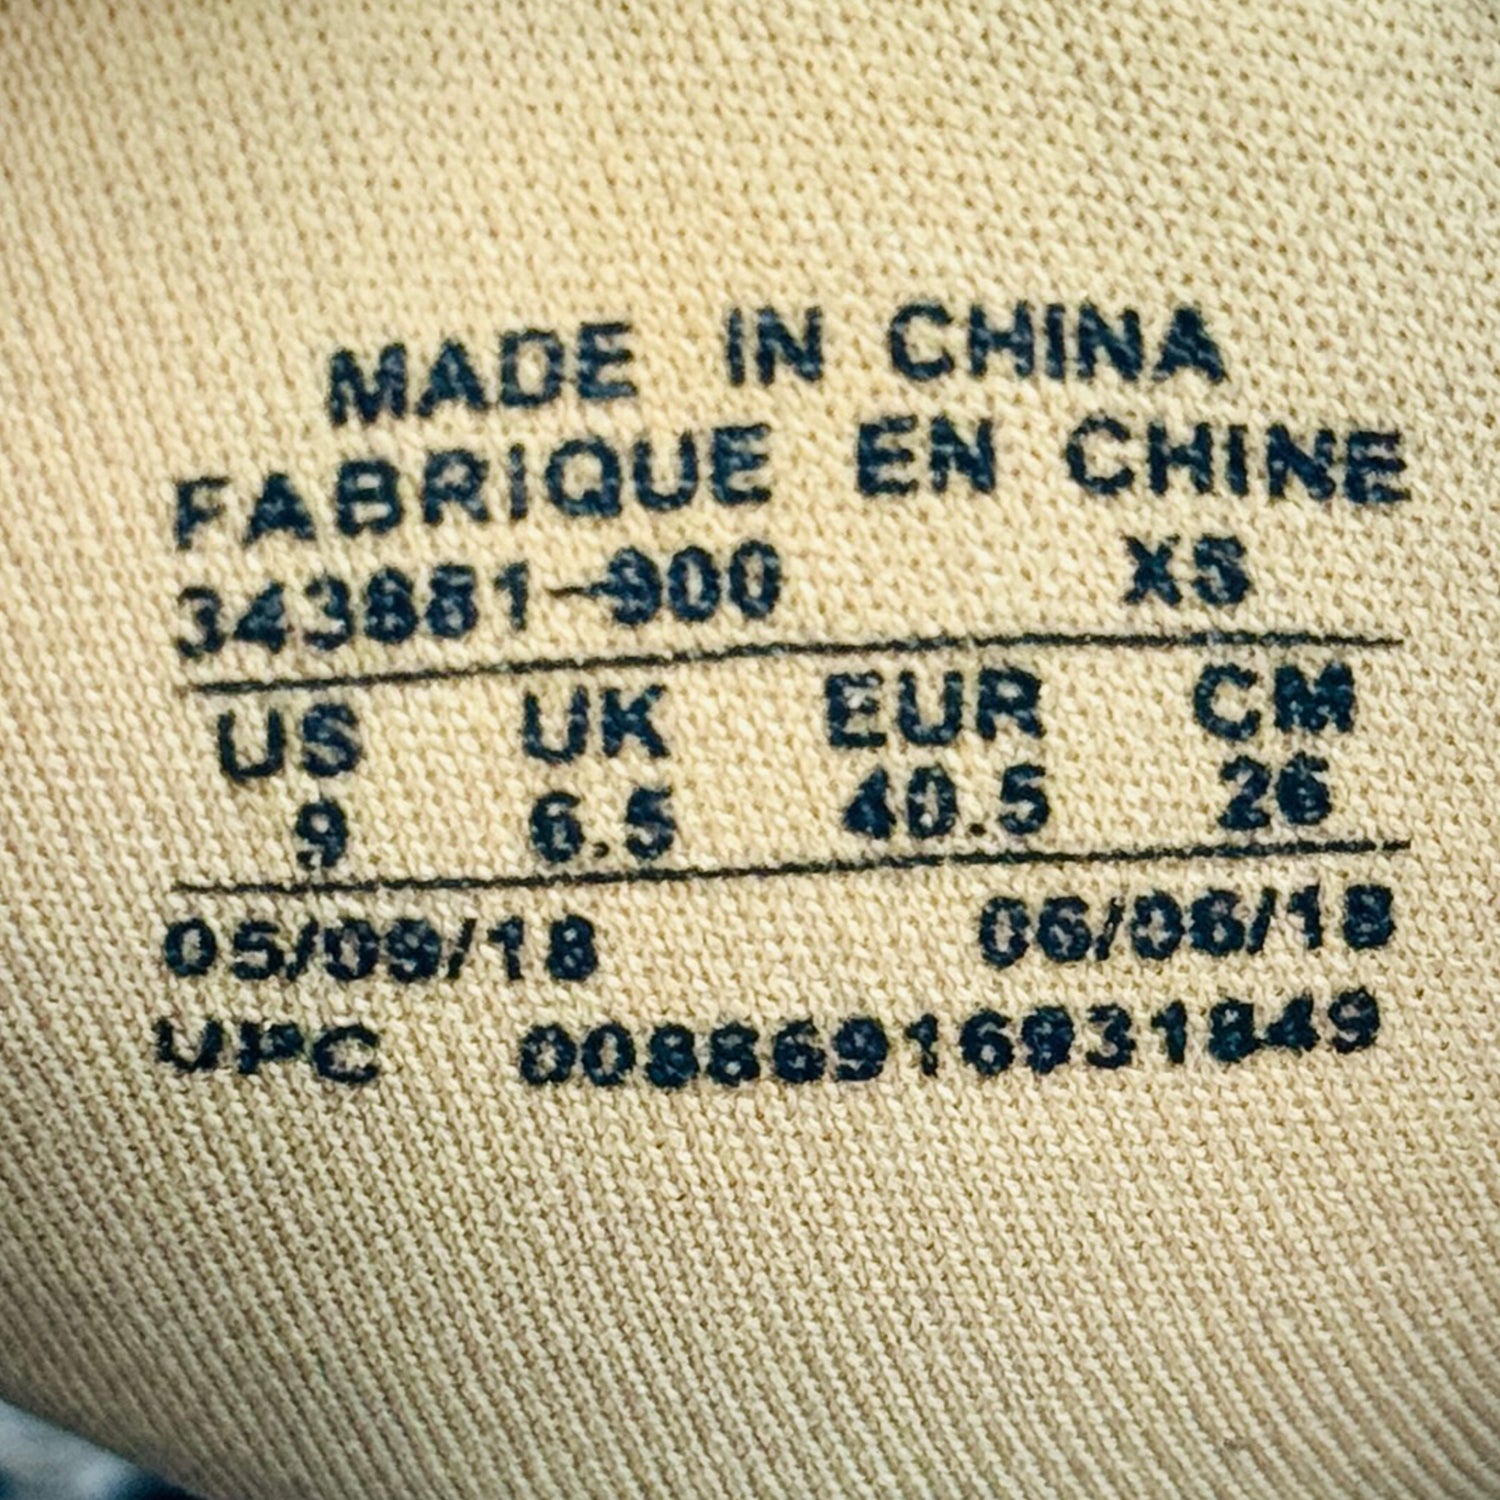 MADE IN CHINA
FABRIQUE EN CHINE
343881-900 XS
US UK EUR CM
9 6.5 40.5 26
05/09/18 06/06/18
UPC 00886916931849